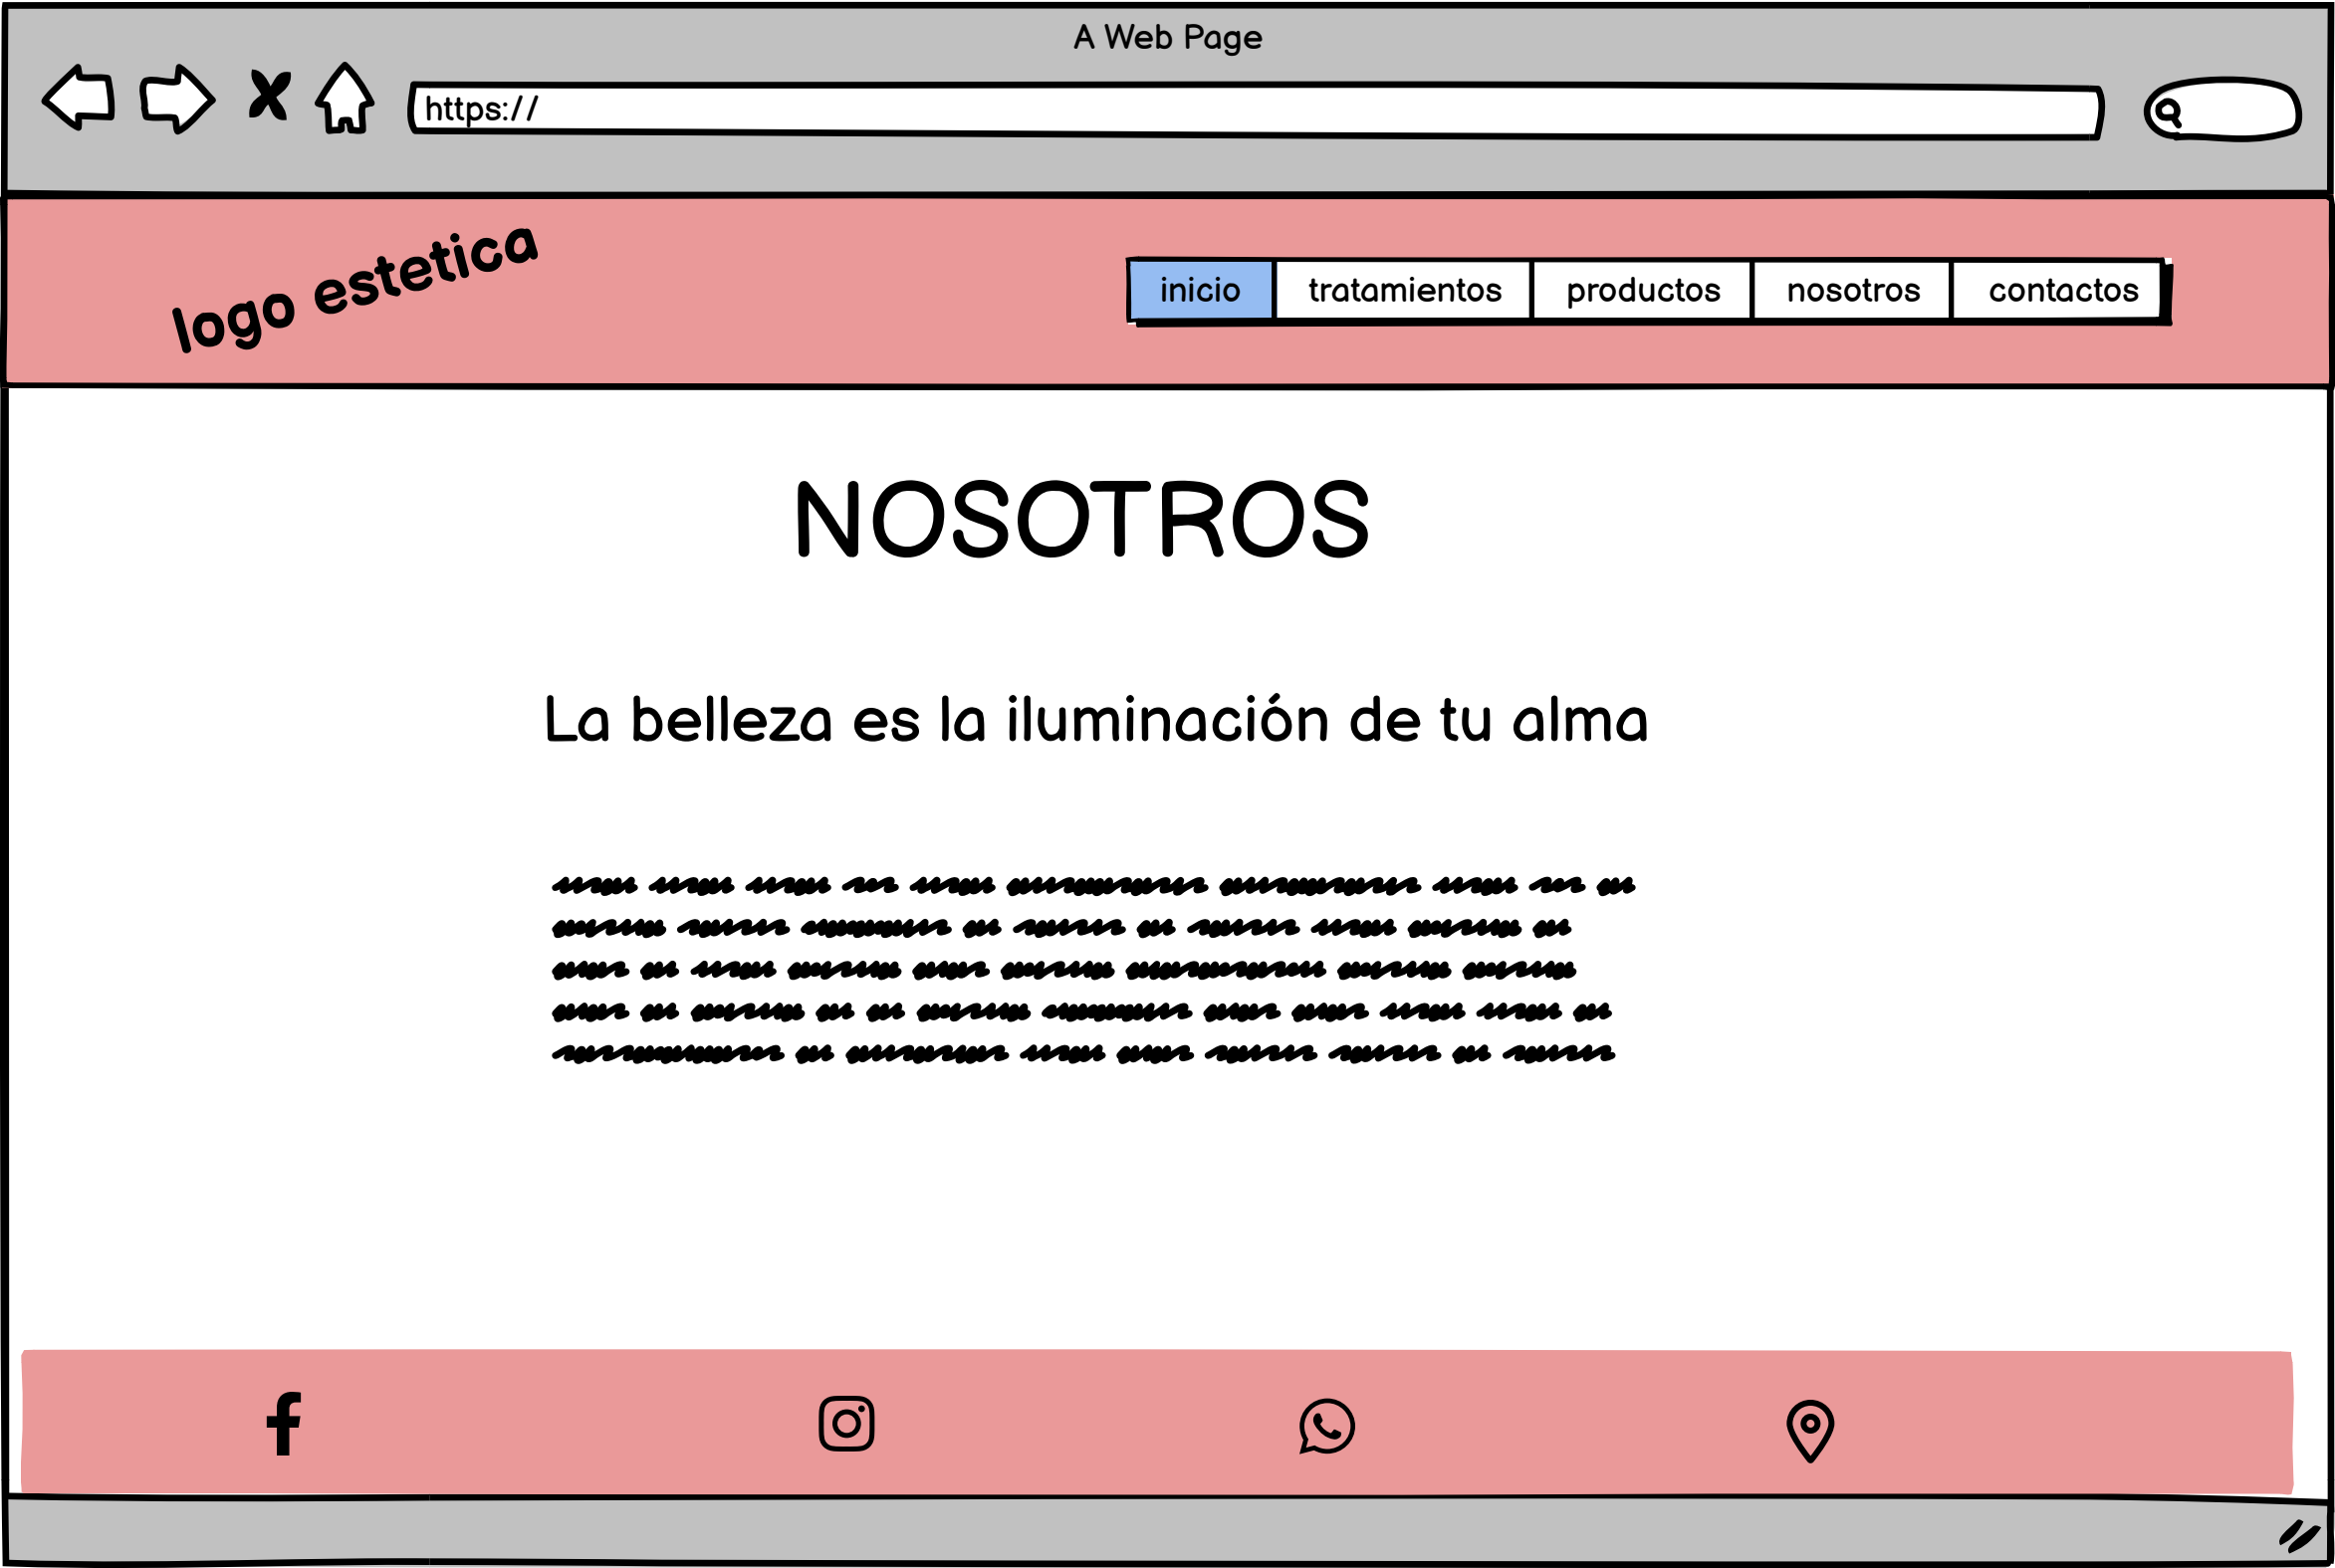 A Web Page
https://
logo estetica
inicio tratamientos productos nosotros contactos
NOSOTROS
La belleza es la iluminación de tu alma